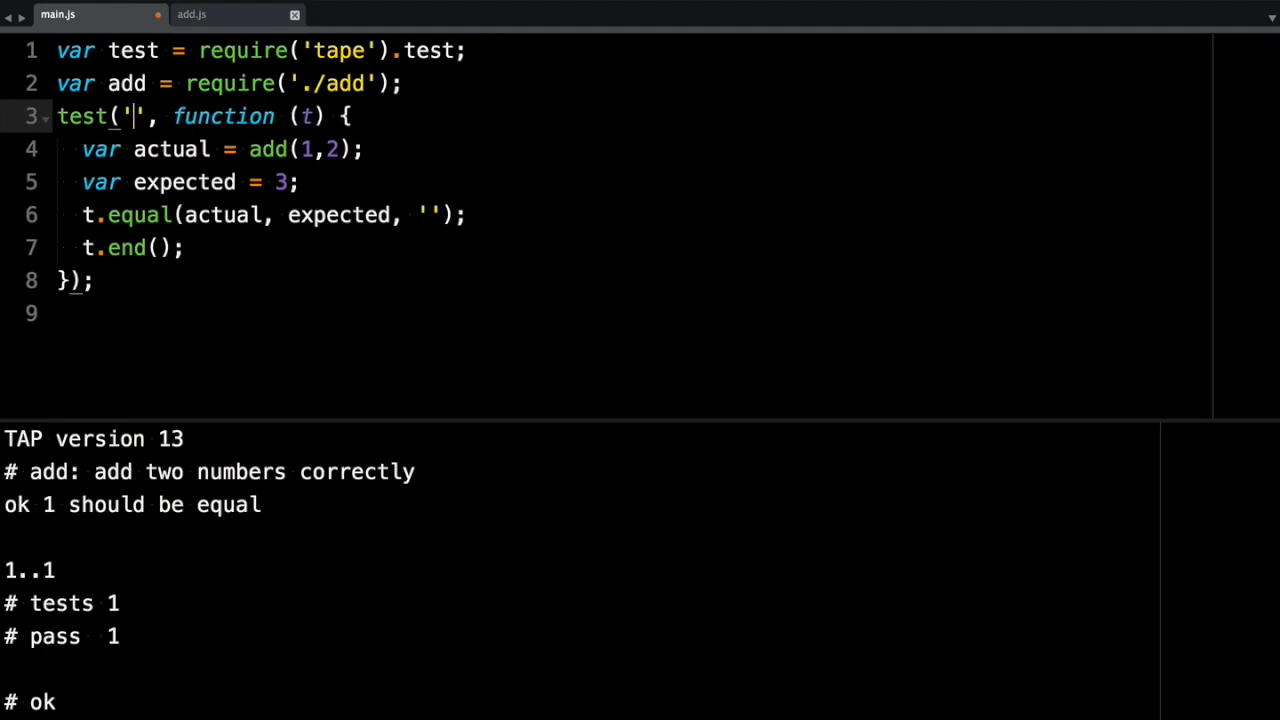 main.js
add.js
1 var test = require('tape').test;
2 var add = require('./add');
3 test('', function (t) {
4 var actual = add(1,2);
5 var expected = 3;
6 t.equal(actual, expected, '');
7 t.end();
8 });
9
TAP version 13
# add: add two numbers correctly
ok 1 should be equal
1..1
# tests 1
# pass  1
# ok